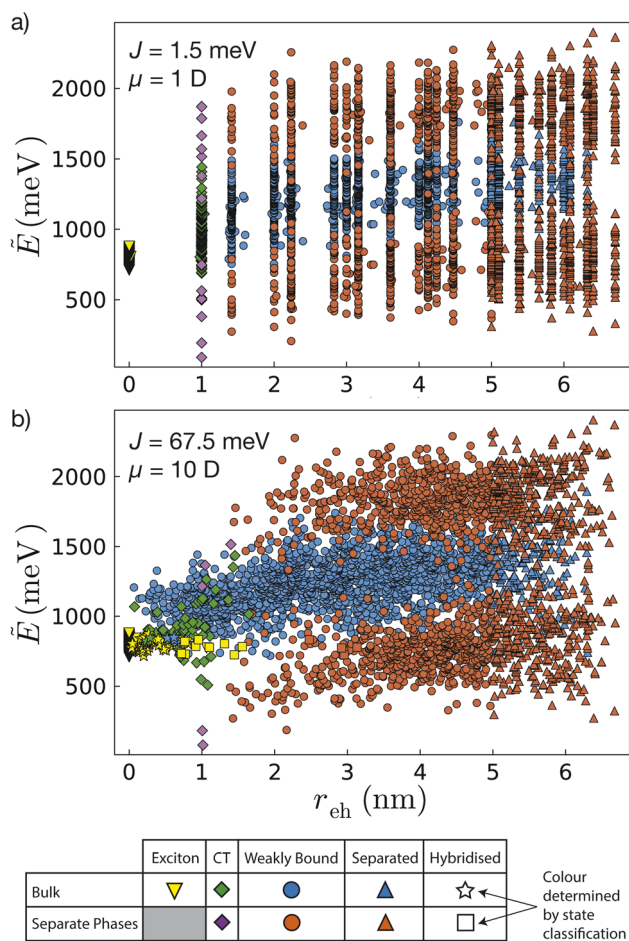 a)
J = 1.5 meV
μ = 1 D
2000
1500
1000
500
Ẽ (meV)
0 1 2 3 4 5 6
b)
J = 67.5 meV
μ = 10 D
2000
1500
1000
500
Ẽ (meV)
0 1 2 3 4 5 6
r_eh (nm)
Exciton CT Weakly Bound Separated Hybridised
Bulk
Separate Phases
Colour
determined
by state
classification